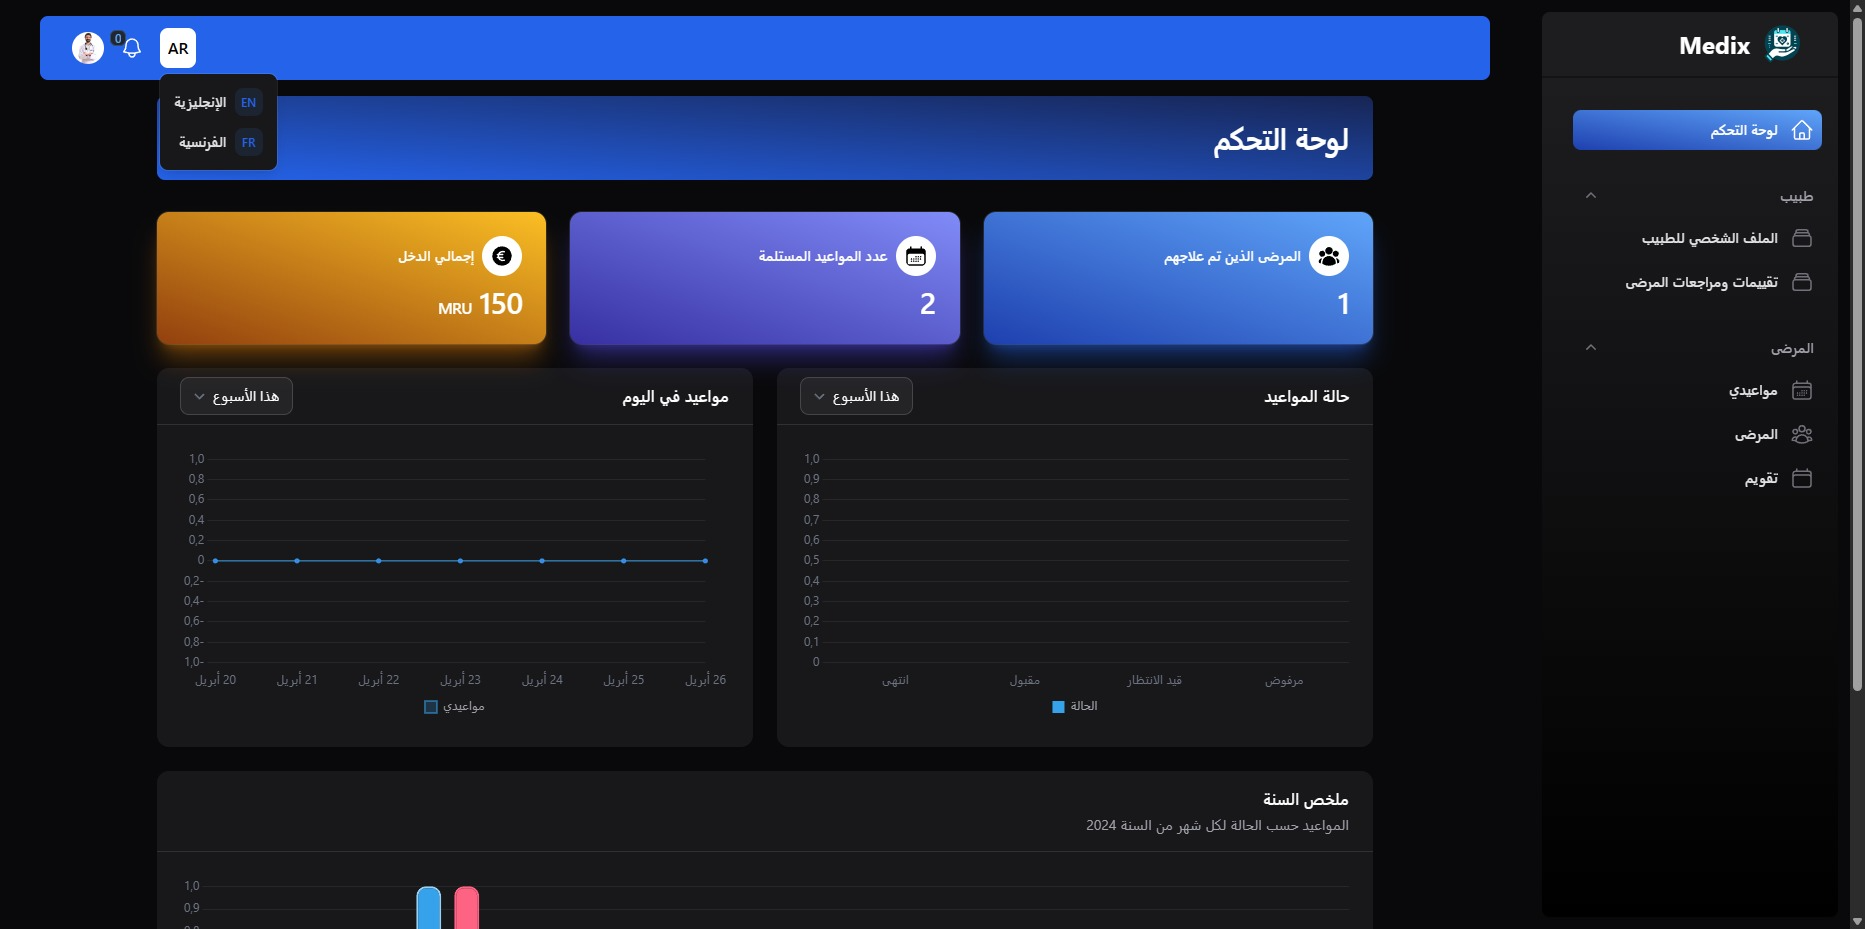 Medix
لوحة التحكم
طبيب
الملف الشخصي للطبيب
تقييمات ومراجعات المرضى
المرضى
مواعيدي
المرضى
تقويم
AR
0
EN الإنجليزية
FR الفرنسية
لوحة التحكم
المرضى الذين تم علاجهم
1
عدد المواعيد المستلمة
2
إجمالي الدخل
150 MRU
حالة المواعيد
هذا الأسبوع
1,0
0,9
0,8
0,7
0,6
0,5
0,4
0,3
0,2
0,1
0
مرفوض قيد الانتظار مقبول انتهى
الحالة
مواعيد في اليوم
هذا الأسبوع
1,0
0,8
0,6
0,4
0,2
0
0,2-
0,4-
0,6-
0,8-
1,0-
20 أبريل 21 أبريل 22 أبريل 23 أبريل 24 أبريل 25 أبريل 26 أبريل
مواعيدي
ملخص السنة
المواعيد حسب الحالة لكل شهر من السنة 2024
1,0
0,9